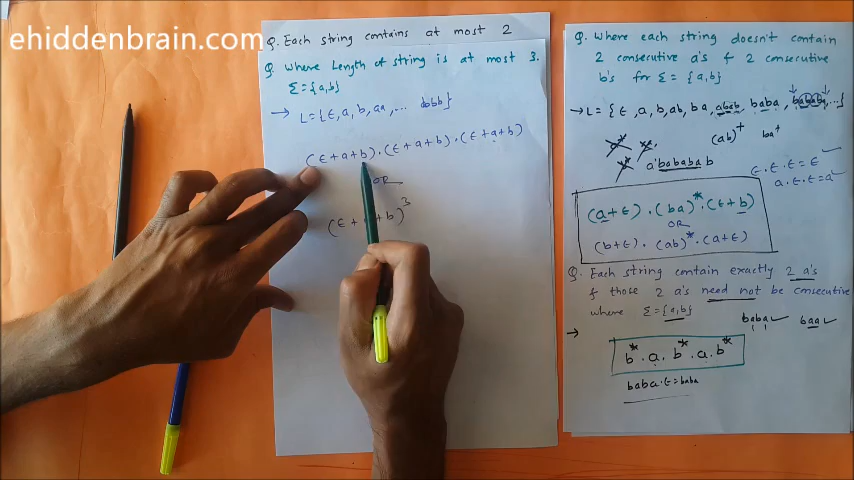 ehiddenbrain.com
Q. Each string contains at most 2
Q. Where Length of string is at most 3.
Σ={a,b}
→ L={ε, a, b, aa, ... bbb}
(ε+a+b).(ε+a+b).(ε+a+b)
OR
(ε + + b)³
Q. Where each string doesn't contain
2 consecutive a's & 2 consecutive
b's for Σ = {a,b}
→ L = {ε, a, b, ab, ba, abab, baba, babab, ...}
(ab)⁺ ba⁺
a bababa b
ε.ε.ε = ε ✓
a.ε.ε = a ✓
(a+ε).(ba)*.(ε+b)
OR
(b+ε).(ab)*.(a+ε)
Q. Each string contain exactly 2 a's
& those 2 a's need not be consecutive
where Σ={a,b}
baba ✓ baa ✓
→
b*.a.b*.a.b*
baba.ε=baba